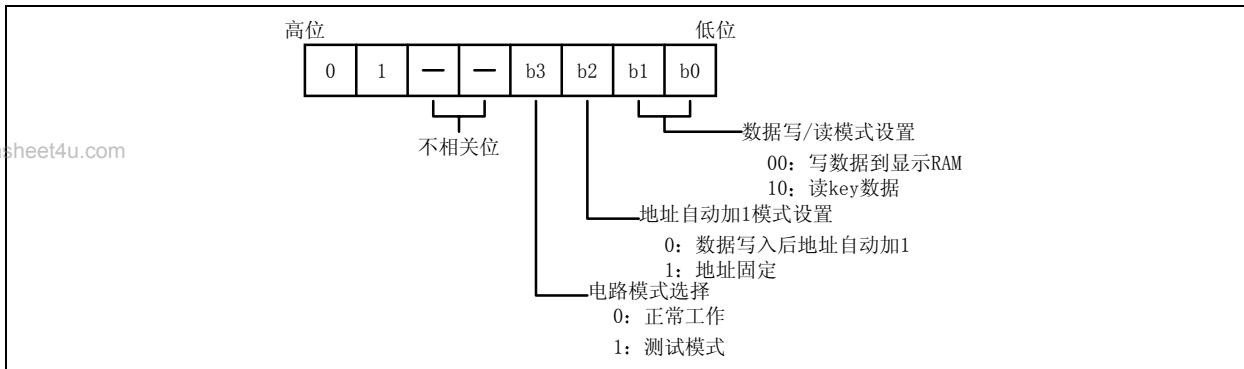 高位 低位
0 1 — — b3 b2 b1 b0
数据写/读模式设置
不相关位
sheet4u.com
00: 写数据到显示RAM
10: 读key数据
地址自动加1模式设置
0: 数据写入后地址自动加1
1: 地址固定
电路模式选择
0: 正常工作
1: 测试模式